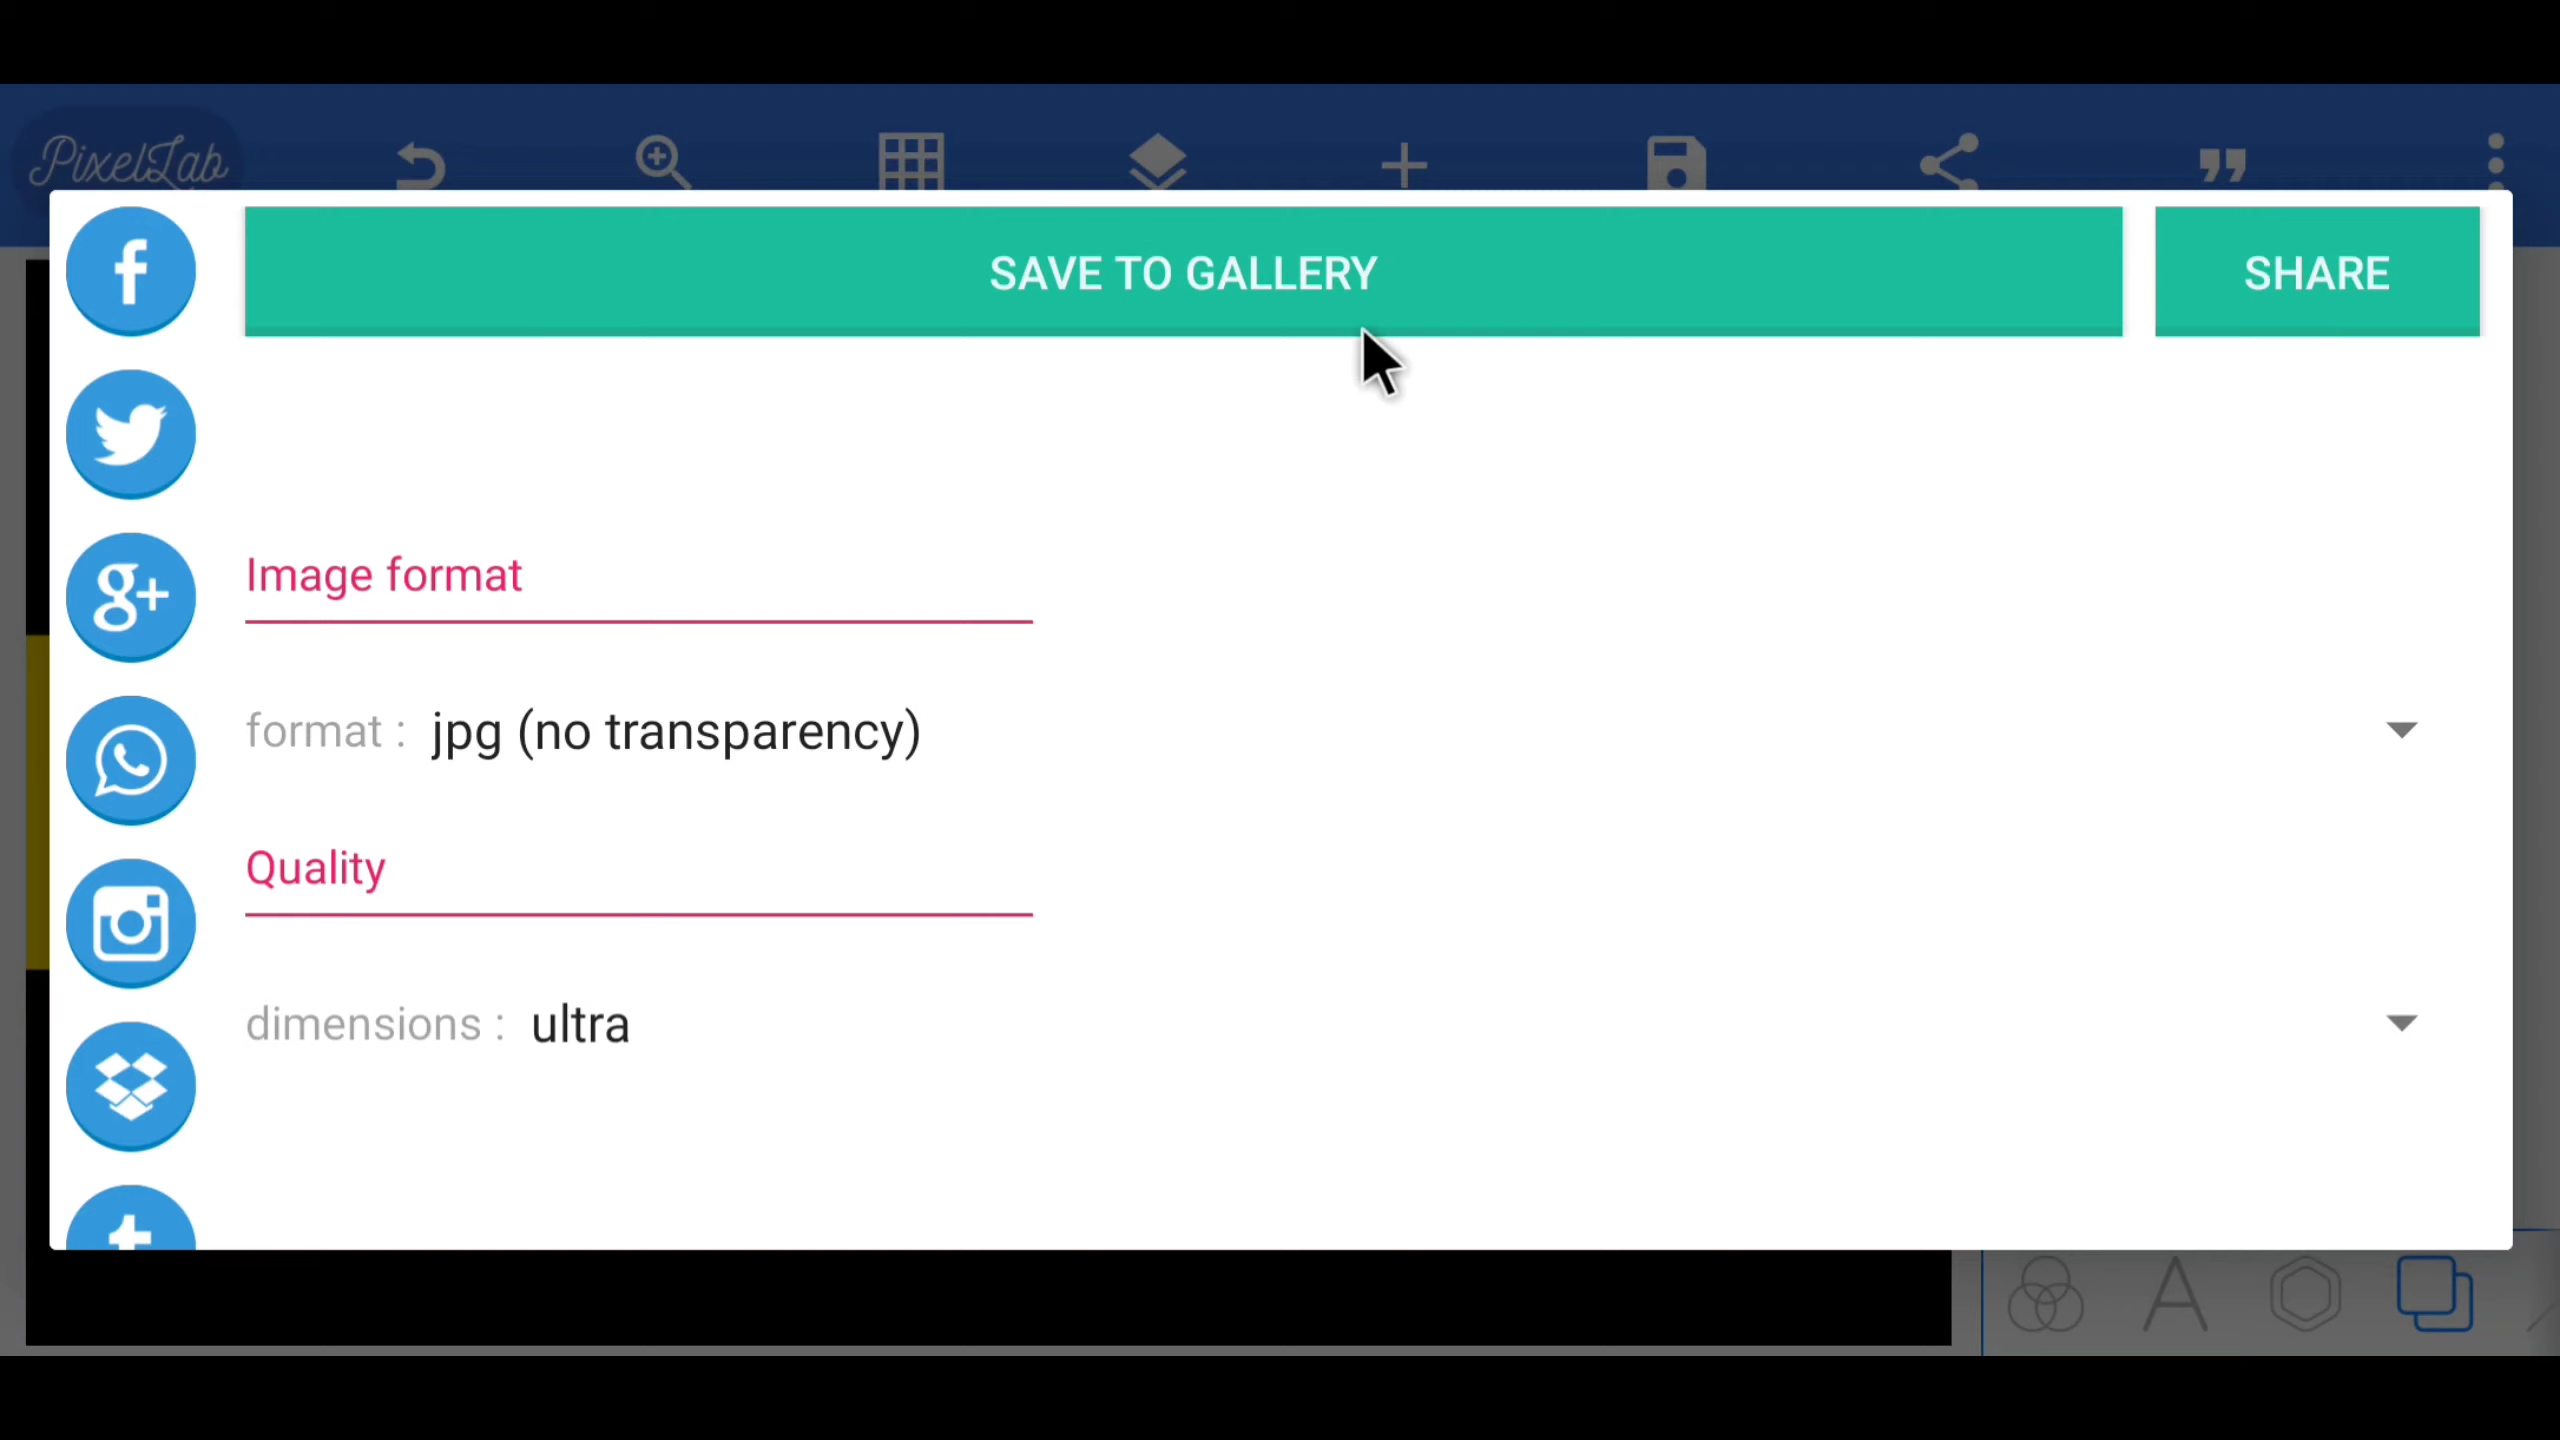 PixelLab
SAVE TO GALLERY
SHARE
Image format
format : jpg (no transparency)
Quality
dimensions : ultra